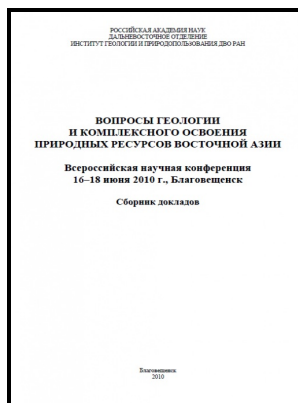 РОССИЙСКАЯ АКАДЕМИЯ НАУК
ДАЛЬНЕВОСТОЧНОЕ ОТДЕЛЕНИЕ
ИНСТИТУТ ГЕОЛОГИИ И ПРИРОДОПОЛЬЗОВАНИЯ ДВО РАН
ВОПРОСЫ ГЕОЛОГИИ
И КОМПЛЕКСНОГО ОСВОЕНИЯ
ПРИРОДНЫХ РЕСУРСОВ ВОСТОЧНОЙ АЗИИ
Всероссийская научная конференция
16–18 июня 2010 г., Благовещенск
Сборник докладов
Благовещенск
2010